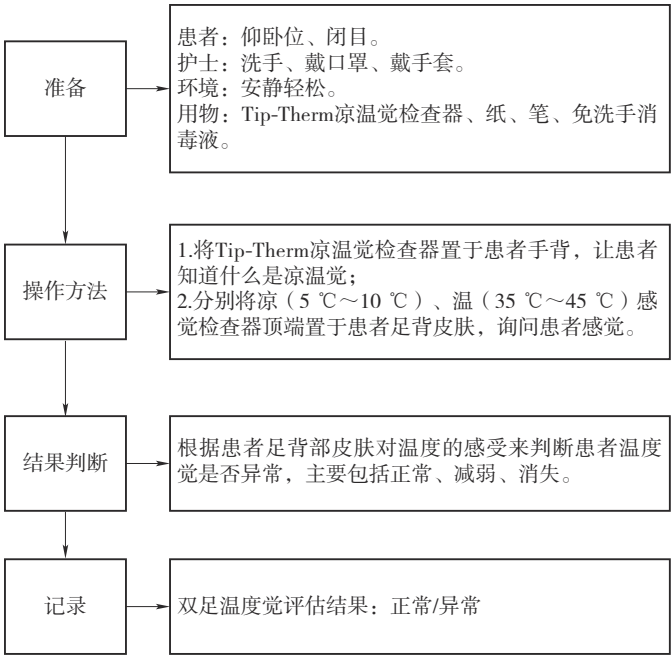 准备
患者：仰卧位、闭目。
护士：洗手、戴口罩、戴手套。
环境：安静轻松。
用物：Tip-Therm凉温觉检查器、纸、笔、免洗手消
毒液。
操作方法
1.将Tip-Therm凉温觉检查器置于患者手背，让患者
知道什么是凉温觉；
2.分别将凉（5 ℃～10 ℃）、温（35 ℃～45 ℃）感
觉检查器顶端置于患者足背皮肤，询问患者感觉。
结果判断
根据患者足背部皮肤对温度的感受来判断患者温度
觉是否异常，主要包括正常、减弱、消失。
记录
双足温度觉评估结果：正常/异常